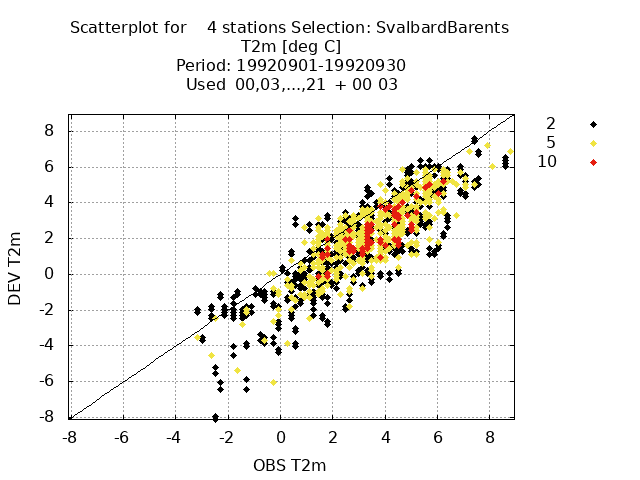 Scatterplot for    4 stations Selection: SvalbardBarents
T2m [deg C]
Period: 19920901-19920930
Used  00,03,...,21  + 00 03
2
5
10
8
6
4
2
0
-2
-4
-6
-8
DEV T2m
-8 -6 -4 -2 0 2 4 6 8
OBS T2m